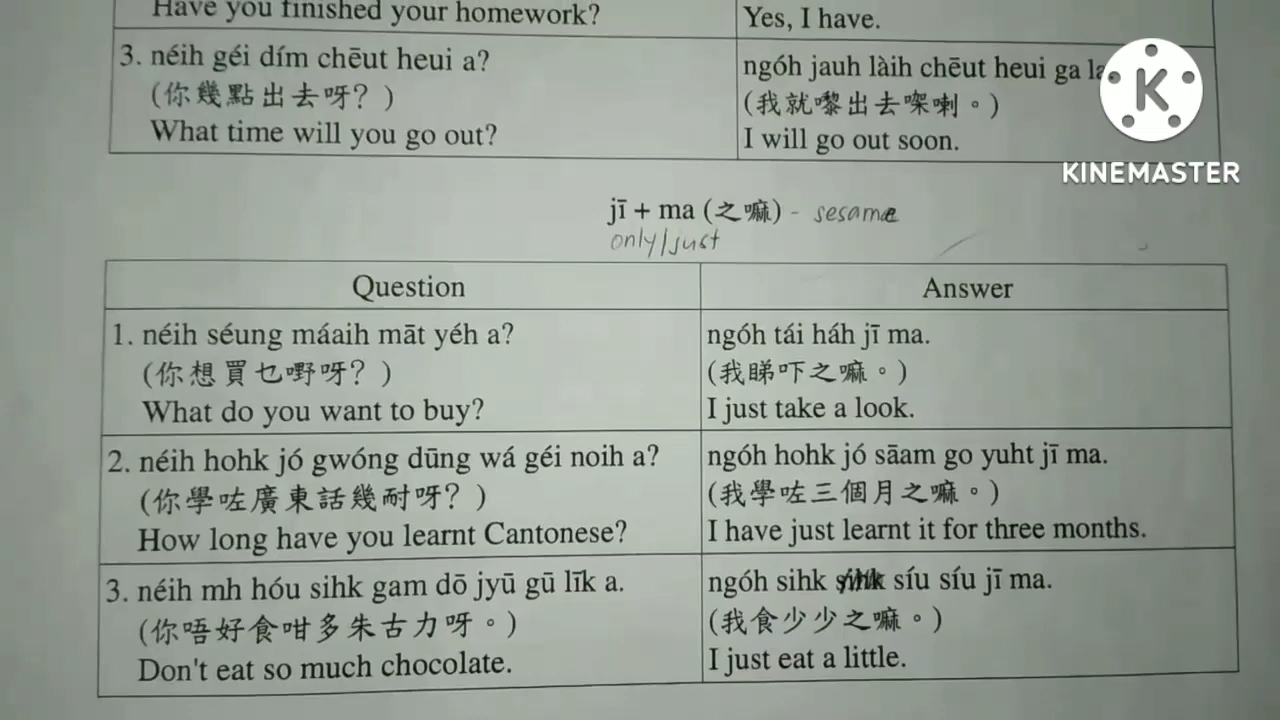 Have you finished your homework?
Yes, I have.
3. néih géi dím chēut heui a?
(你幾點出去呀？)
What time will you go out?
ngóh jauh làih chēut heui ga la
(我就嚟出去㗎喇。)
I will go out soon.
KINEMASTER
jī + ma (之嘛) - sesame
only/just
Question
Answer
1. néih séung máaih māt yéh a?
(你想買乜嘢呀？)
What do you want to buy?
ngóh tái háh jī ma.
(我睇吓之嘛。)
I just take a look.
2. néih hohk jó gwóng dūng wá géi noih a?
(你學咗廣東話幾耐呀？)
How long have you learnt Cantonese?
ngóh hohk jó sāam go yuht jī ma.
(我學咗三個月之嘛。)
I have just learnt it for three months.
3. néih mh hóu sihk gam dō jyū gū līk a.
(你唔好食咁多朱古力呀。)
Don't eat so much chocolate.
ngóh sihk síu síu jī ma.
(我食少少之嘛。)
I just eat a little.